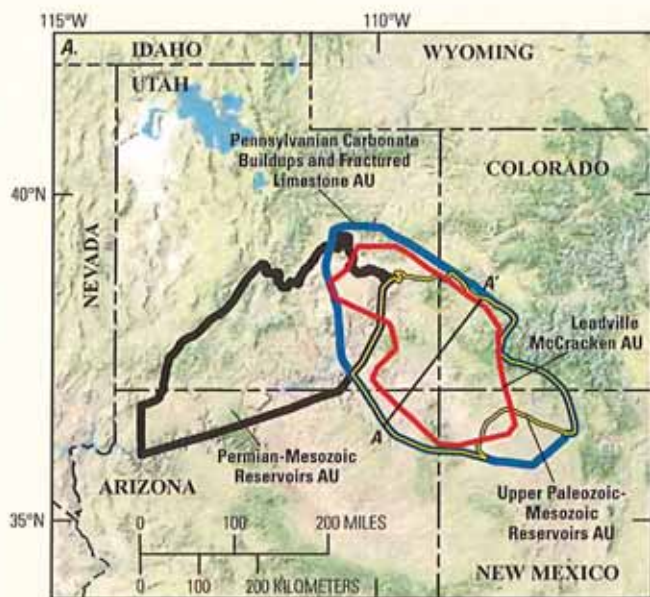 115°W
110°W
A.
IDAHO
WYOMING
UTAH
Pennsylvanian Carbonate
Buildups and Fractured
Limestone AU
COLORADO
40°N
NEVADA
A'
Leadville
McCracken AU
A
Permian-Mesozoic
Reservoirs AU
ARIZONA
Upper Paleozoic-
Mesozoic
Reservoirs AU
35°N
0 100 200 MILES
0 100 200 KILOMETERS
NEW MEXICO